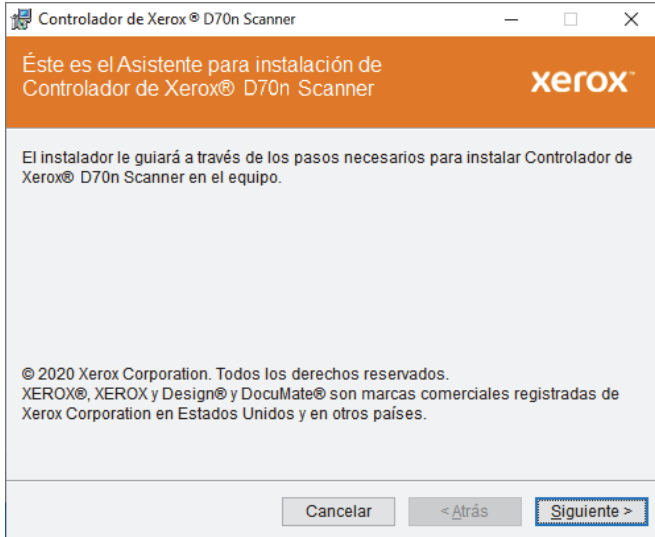 Controlador de Xerox ® D70n Scanner
Éste es el Asistente para instalación de
Controlador de Xerox® D70n Scanner
xerox™
El instalador le guiará a través de los pasos necesarios para instalar Controlador de
Xerox® D70n Scanner en el equipo.
© 2020 Xerox Corporation. Todos los derechos reservados.
XEROX®, XEROX y Design® y DocuMate® son marcas comerciales registradas de
Xerox Corporation en Estados Unidos y en otros países.
Cancelar < Atrás Siguiente >